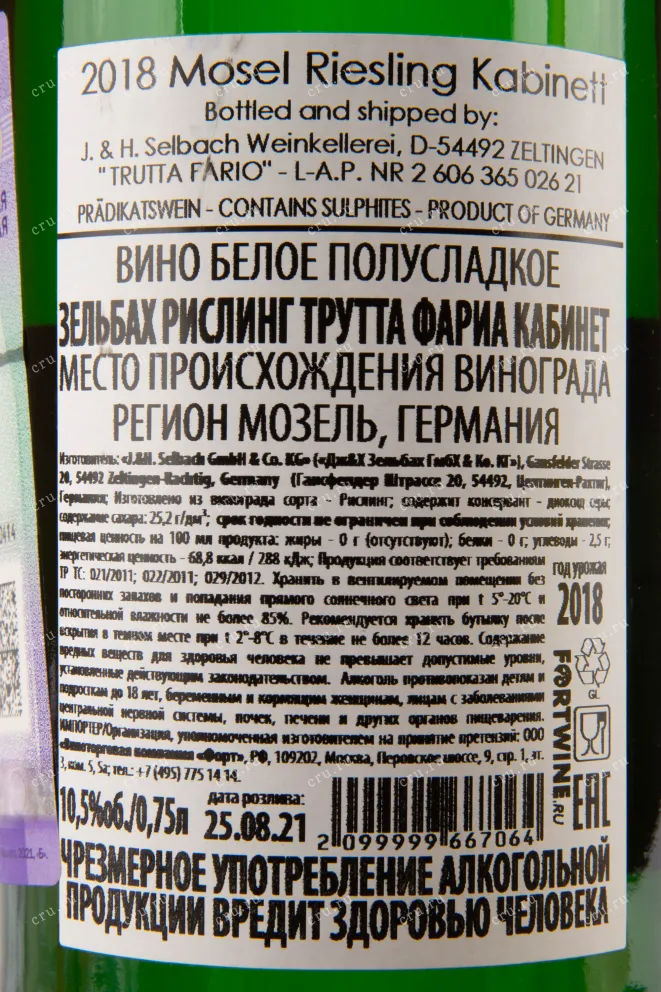 2018 Mosel Riesling Kabinett
Bottled and shipped by:
J. & H. Selbach Weinkellerei, D-54492 ZELTINGEN
"TRUTTA FARIO" - L-A.P. NR 2 606 365 026 21
PRÄDIKATSWEIN - CONTAINS SULPHITES - PRODUCT OF GERMANY
ВИНО БЕЛОЕ ПОЛУСЛАДКОЕ
ЗЕЛЬБАХ РИСЛИНГ ТРУТТА ФАРИА КАБИНЕТ
МЕСТО ПРОИСХОЖДЕНИЯ ВИНОГРАДА
РЕГИОН МОЗЕЛЬ, ГЕРМАНИЯ
Изготовитель: «J.&H. Selbach GmbH & Co. KG» («Дж&Х Зельбах ГмбХ & Ко. КГ»), Gansfelder Strasse
20, 54492 Zeltingen-Rachtig, Germany (Гансфелдер Штрассе 20, 54492, Цельтинген-Рахтиг),
Германия; Изготовлено из винограда сорта - Рислинг; содержит консервант - диоксид серы;
содержание сахара: 25,2 г/дм³; срок годности не ограничен при соблюдении условий хранения;
пищевая ценность на 100 мл продукта: жиры - 0 г (отсутствуют); белки - 0 г; углеводы - 2,5 г;
энергетическая ценность - 68,8 ккал / 288 кДж; Продукция соответствует требованиям
ТР ТС: 021/2011; 022/2011; 029/2012. Хранить в вентилируемом помещении без
посторонних запахов и попадания прямого солнечного света при t 5°-20°С и
относительной влажности не более 85%. Рекомендуется хранить бутылку после
вскрытия в темном месте при t 2°-8°С в течение не более 12 часов. Содержание
вредных веществ для здоровья человека не превышает допустимые уровни,
установленные действующим законодательством. Алкоголь противопоказан детям и
подросткам до 18 лет, беременным и кормящим женщинам, лицам с заболеваниями
центральной нервной системы, почек, печени и других органов пищеварения.
ИМПОРТЕР/Организация, уполномоченная изготовителем на принятие претензий: ООО
«Виноторговая компания «Форт», РФ, 109202, Москва, Перовское шоссе, 9, стр. 1, эт.
3, ком. 5, 5а; тел.: +7 (495) 775 14 14.
год урожая
2018
GL
FORTWINE.RU
EAC
10,5%об./0,75л
дата розлива:
25.08.21
2 099999 667064
ЧРЕЗМЕРНОЕ УПОТРЕБЛЕНИЕ АЛКОГОЛЬНОЙ
ПРОДУКЦИИ ВРЕДИТ ЗДОРОВЬЮ ЧЕЛОВЕКА